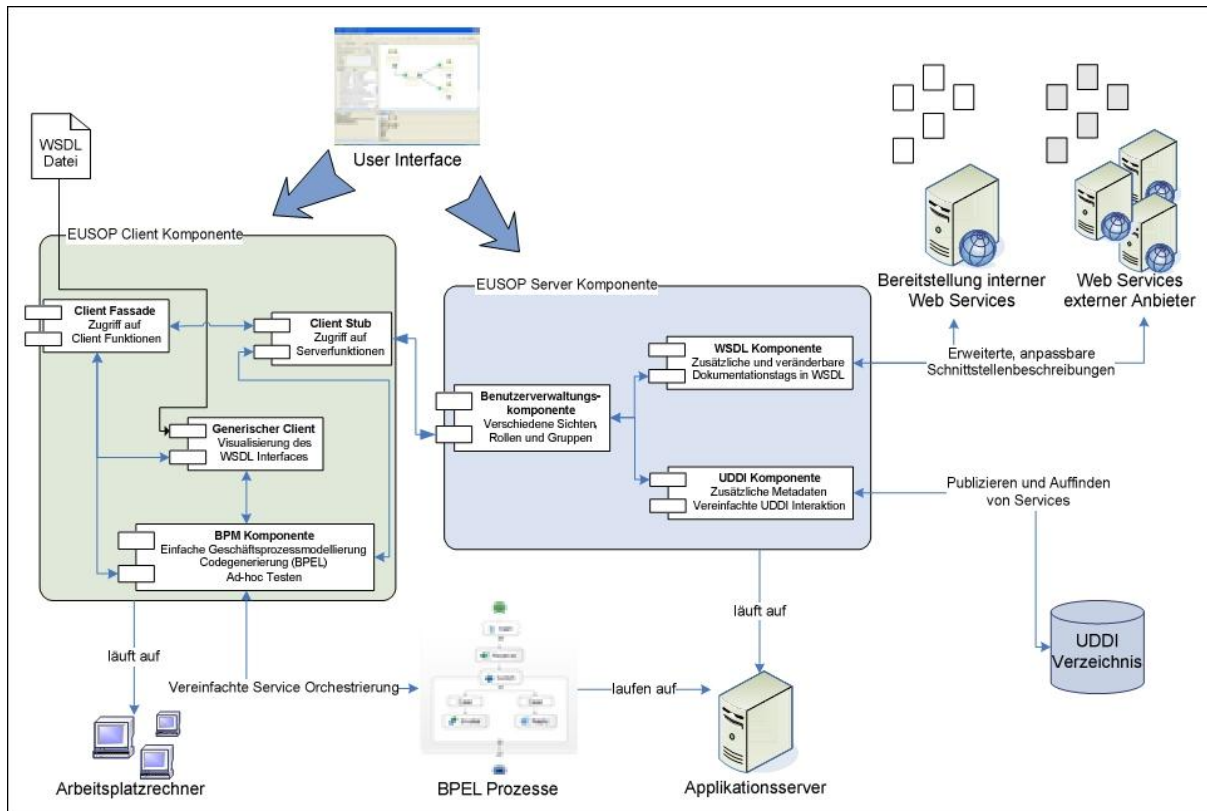 User Interface
WSDL
Datei
EUSOP Client Komponente
Client Fassade
Zugriff auf
Client Funktionen
Client Stub
Zugriff auf
Serverfunktionen
Generischer Client
Visualisierung des
WSDL Interfaces
BPM Komponente
Einfache Geschäftsprozessmodellierung
Codegenerierung (BPEL)
Ad-hoc Testen
EUSOP Server Komponente
Benutzerverwaltungs-
komponente
Verschiedene Sichten,
Rollen und Gruppen
WSDL Komponente
Zusätzliche und veränderbare
Dokumentationstags in WSDL
UDDI Komponente
Zusätzliche Metadaten
Vereinfachte UDDI Interaktion
Bereitstellung interner
Web Services
Web Services
externer Anbieter
Erweiterte, anpassbare
Schnittstellenbeschreibungen
Publizieren und Auffinden
von Services
UDDI
Verzeichnis
läuft auf
Arbeitsplatzrechner
Vereinfachte Service Orchestrierung
BPEL Prozesse
laufen auf
läuft auf
Applikationsserver